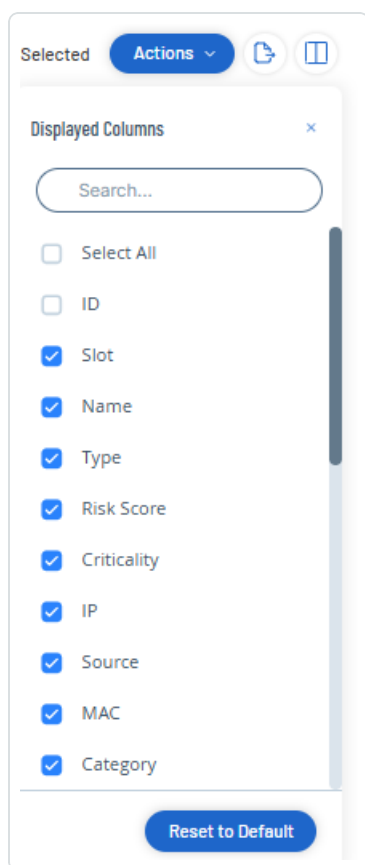 Selected Actions
Displayed Columns ×
Search...
Select All
ID
Slot
Name
Type
Risk Score
Criticality
IP
Source
MAC
Category
Reset to Default